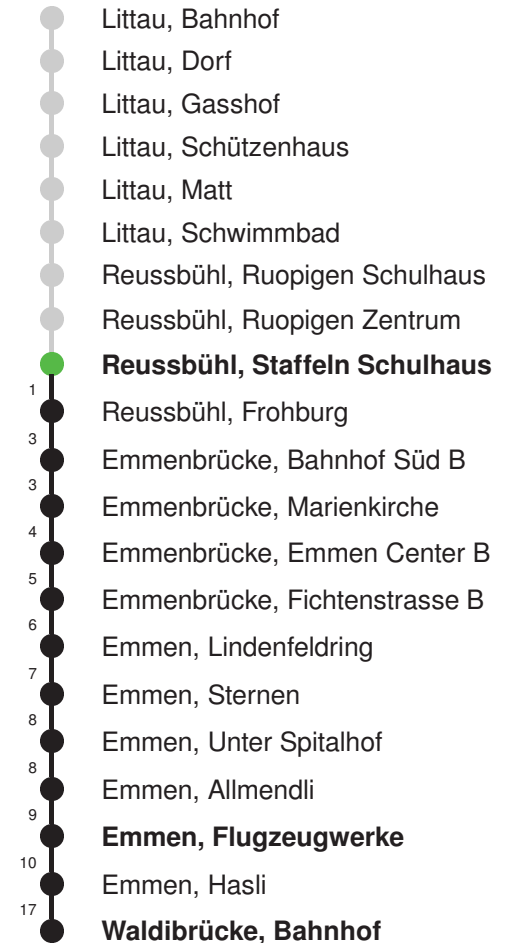 Littau, Bahnhof
Littau, Dorf
Littau, Gasshof
Littau, Schützenhaus
Littau, Matt
Littau, Schwimmbad
Reussbühl, Ruopigen Schulhaus
Reussbühl, Ruopigen Zentrum
Reussbühl, Staffeln Schulhaus
1 Reussbühl, Frohburg
3 Emmenbrücke, Bahnhof Süd B
3 Emmenbrücke, Marienkirche
4 Emmenbrücke, Emmen Center B
5 Emmenbrücke, Fichtenstrasse B
6 Emmen, Lindenfeldring
7 Emmen, Sternen
8 Emmen, Unter Spitalhof
8 Emmen, Allmendli
9 Emmen, Flugzeugwerke
10 Emmen, Hasli
17 Waldibrücke, Bahnhof